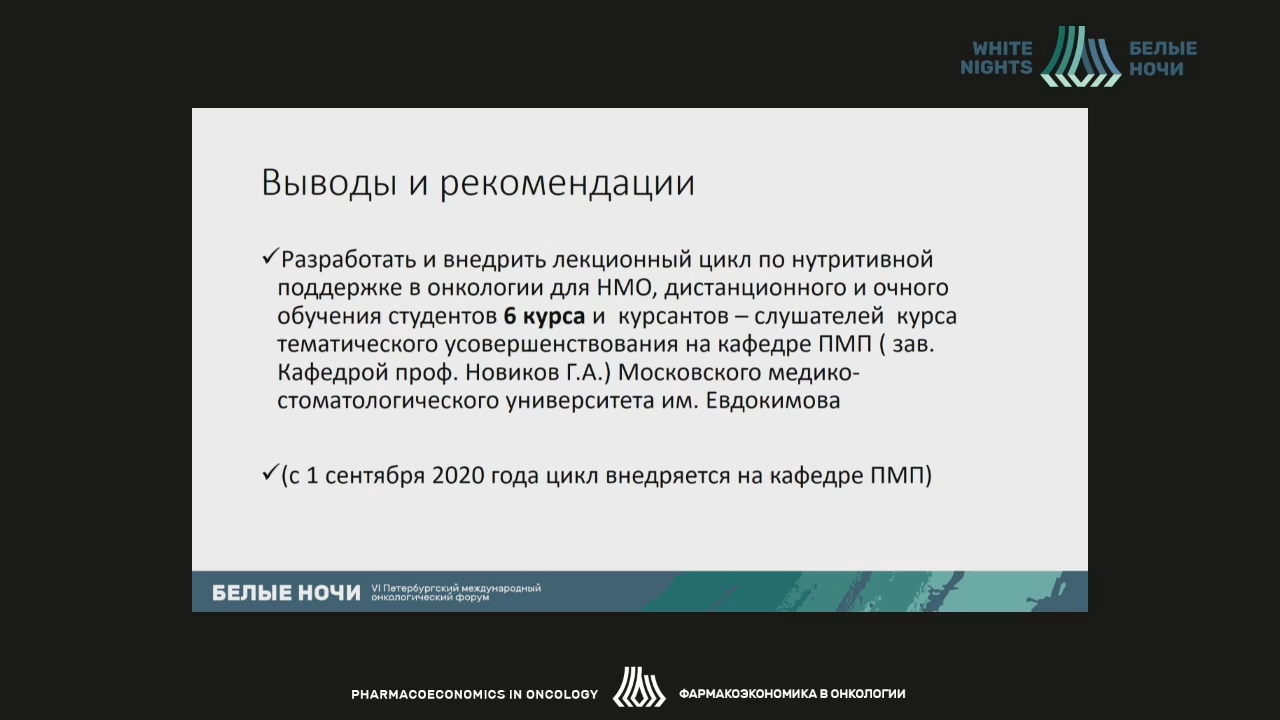 WHITE
NIGHTS
БЕЛЫЕ
НОЧИ
Выводы и рекомендации
✓Разработать и внедрить лекционный цикл по нутритивной
поддержке в онкологии для НМО, дистанционного и очного
обучения студентов 6 курса и курсантов – слушателей курса
тематического усовершенствования на кафедре ПМП ( зав.
Кафедрой проф. Новиков Г.А.) Московского медико-
стоматологического университета им. Евдокимова
✓(с 1 сентября 2020 года цикл внедряется на кафедре ПМП)
БЕЛЫЕ НОЧИ
VI Петербургский международный
онкологический форум
PHARMACOECONOMICS IN ONCOLOGY
ФАРМАКОЭКОНОМИКА В ОНКОЛОГИИ